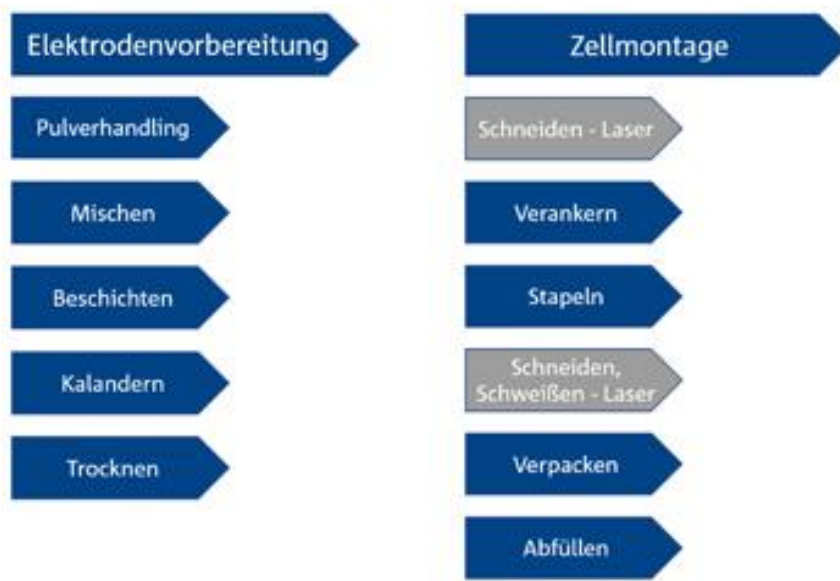 Elektrodenvorbereitung
Pulverhandling
Mischen
Beschichten
Kalandern
Trocknen
Zellmontage
Schneiden - Laser
Verankern
Stapeln
Schneiden,
Schweißen - Laser
Verpacken
Abfüllen